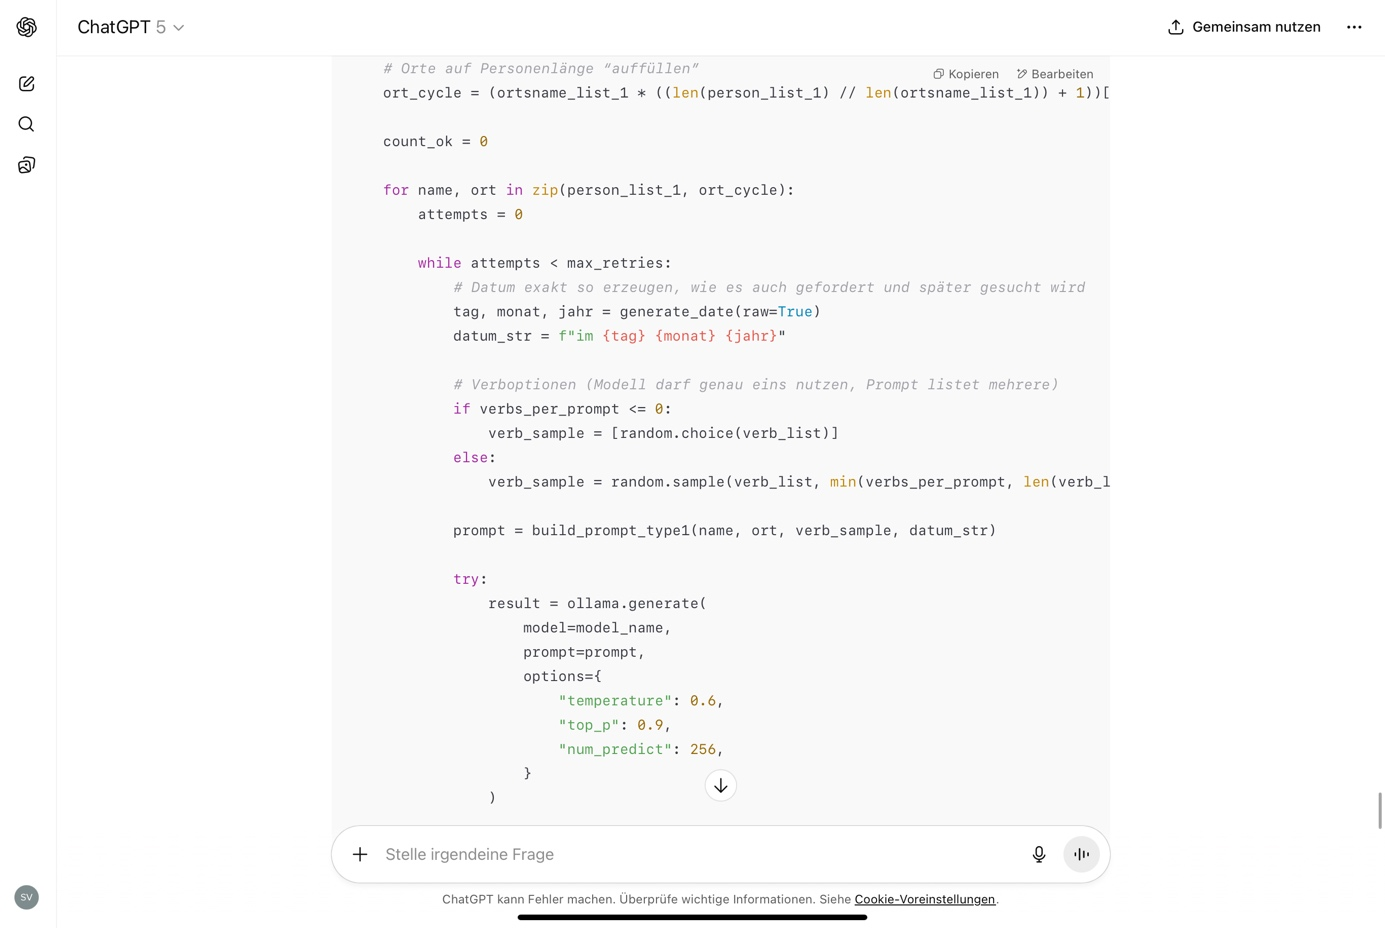 ChatGPT 5
Gemeinsam nutzen
# Orte auf Personenlänge “auffüllen”
Kopieren
Bearbeiten
ort_cycle = (ortsname_list_1 * ((len(person_list_1) // len(ortsname_list_1)) + 1))[
count_ok = 0
for name, ort in zip(person_list_1, ort_cycle):
    attempts = 0
    while attempts < max_retries:
        # Datum exakt so erzeugen, wie es auch gefordert und später gesucht wird
        tag, monat, jahr = generate_date(raw=True)
        datum_str = f"im {tag} {monat} {jahr}"
        # Verboptionen (Modell darf genau eins nutzen, Prompt listet mehrere)
        if verbs_per_prompt <= 0:
            verb_sample = [random.choice(verb_list)]
        else:
            verb_sample = random.sample(verb_list, min(verbs_per_prompt, len(verb_l
        prompt = build_prompt_type1(name, ort, verb_sample, datum_str)
        try:
            result = ollama.generate(
                model=model_name,
                prompt=prompt,
                options={
                    "temperature": 0.6,
                    "top_p": 0.9,
                    "num_predict": 256,
                }
            )
Stelle irgendeine Frage
SV
ChatGPT kann Fehler machen. Überprüfe wichtige Informationen. Siehe Cookie-Voreinstellungen.